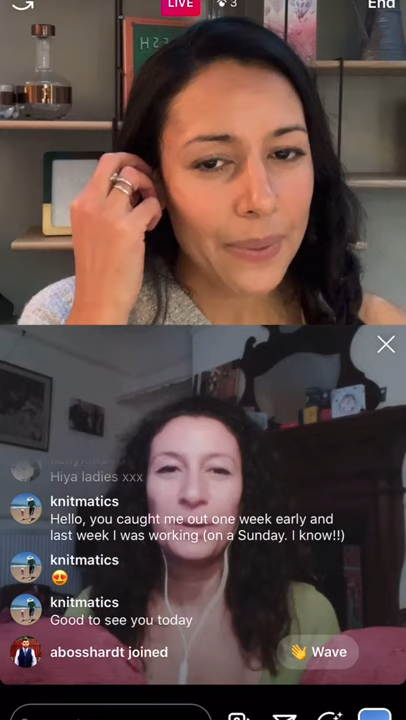 LIVE
3
End
Hiya ladies xxx
knitmatics
Hello, you caught me out one week early and
last week I was working (on a Sunday. I know!!)
knitmatics
😍
knitmatics
Good to see you today
abosshardt joined
👋 Wave